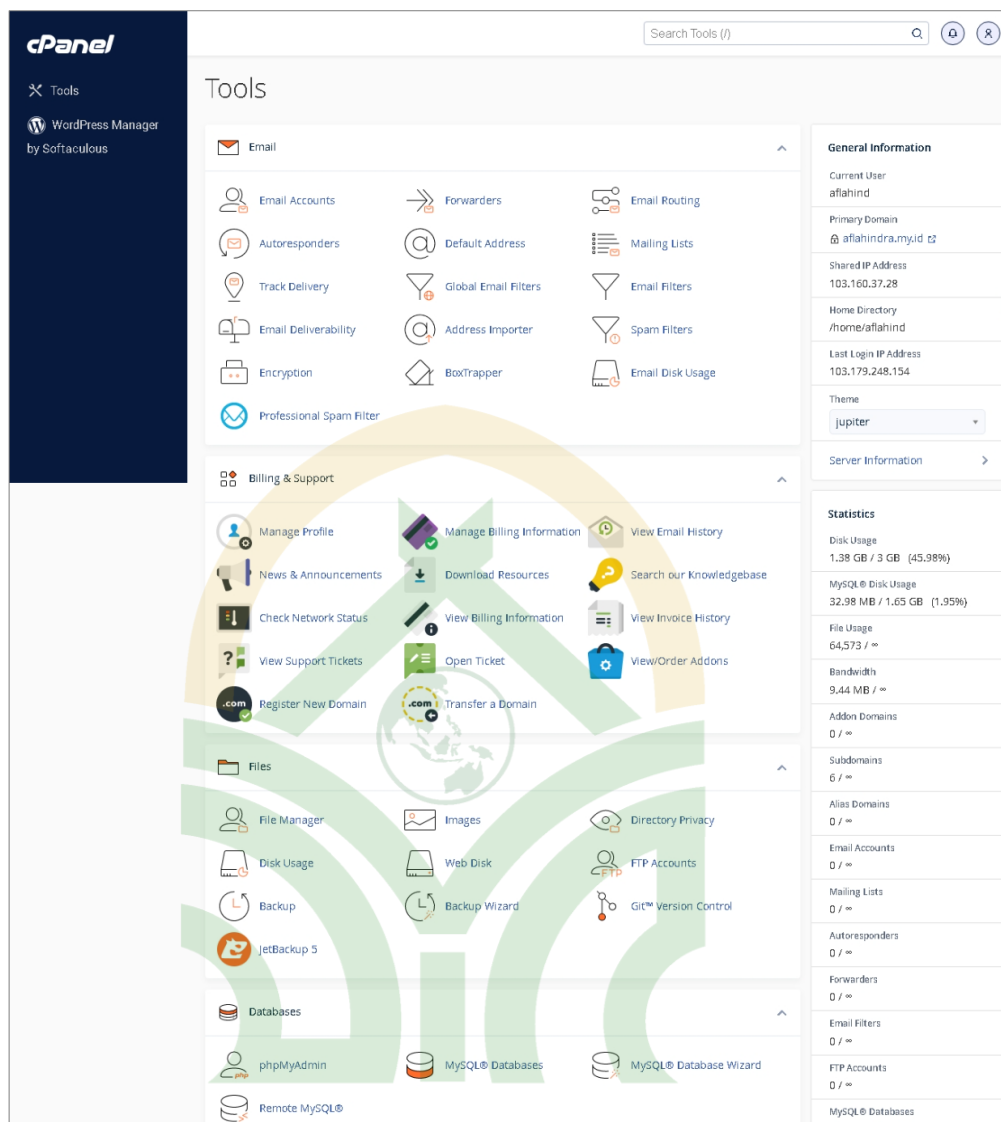 cPanel
Search Tools (/)
Tools
WordPress Manager
by Softaculous
Tools
Email
Email Accounts
Forwarders
Email Routing
Autoresponders
Default Address
Mailing Lists
Track Delivery
Global Email Filters
Email Filters
Email Deliverability
Address Importer
Spam Filters
Encryption
BoxTrapper
Email Disk Usage
Professional Spam Filter
Billing & Support
Manage Profile
Manage Billing Information
View Email History
News & Announcements
Download Resources
Search our Knowledgebase
Check Network Status
View Billing Information
View Invoice History
? View Support Tickets
Open Ticket
View/Order Addons
.com Register New Domain
.com Transfer a Domain
Files
File Manager
Images
Directory Privacy
Disk Usage
Web Disk
FTP FTP Accounts
Backup
Backup Wizard
Git™ Version Control
JetBackup 5
Databases
php phpMyAdmin
MySQL® Databases
MySQL® Database Wizard
Remote MySQL®
General Information
Current User
aflahind
Primary Domain
aflahindra.my.id
Shared IP Address
103.160.37.28
Home Directory
/home/aflahind
Last Login IP Address
103.179.248.154
Theme
jupiter
Server Information
Statistics
Disk Usage
1.38 GB / 3 GB (45.98%)
MySQL® Disk Usage
32.98 MB / 1.65 GB (1.95%)
File Usage
64,573 / ∞
Bandwidth
9.44 MB / ∞
Addon Domains
0 / ∞
Subdomains
6 / ∞
Alias Domains
0 / ∞
Email Accounts
0 / ∞
Mailing Lists
0 / ∞
Autoresponders
0 / ∞
Forwarders
0 / ∞
Email Filters
0 / ∞
FTP Accounts
0 / ∞
MySQL® Databases